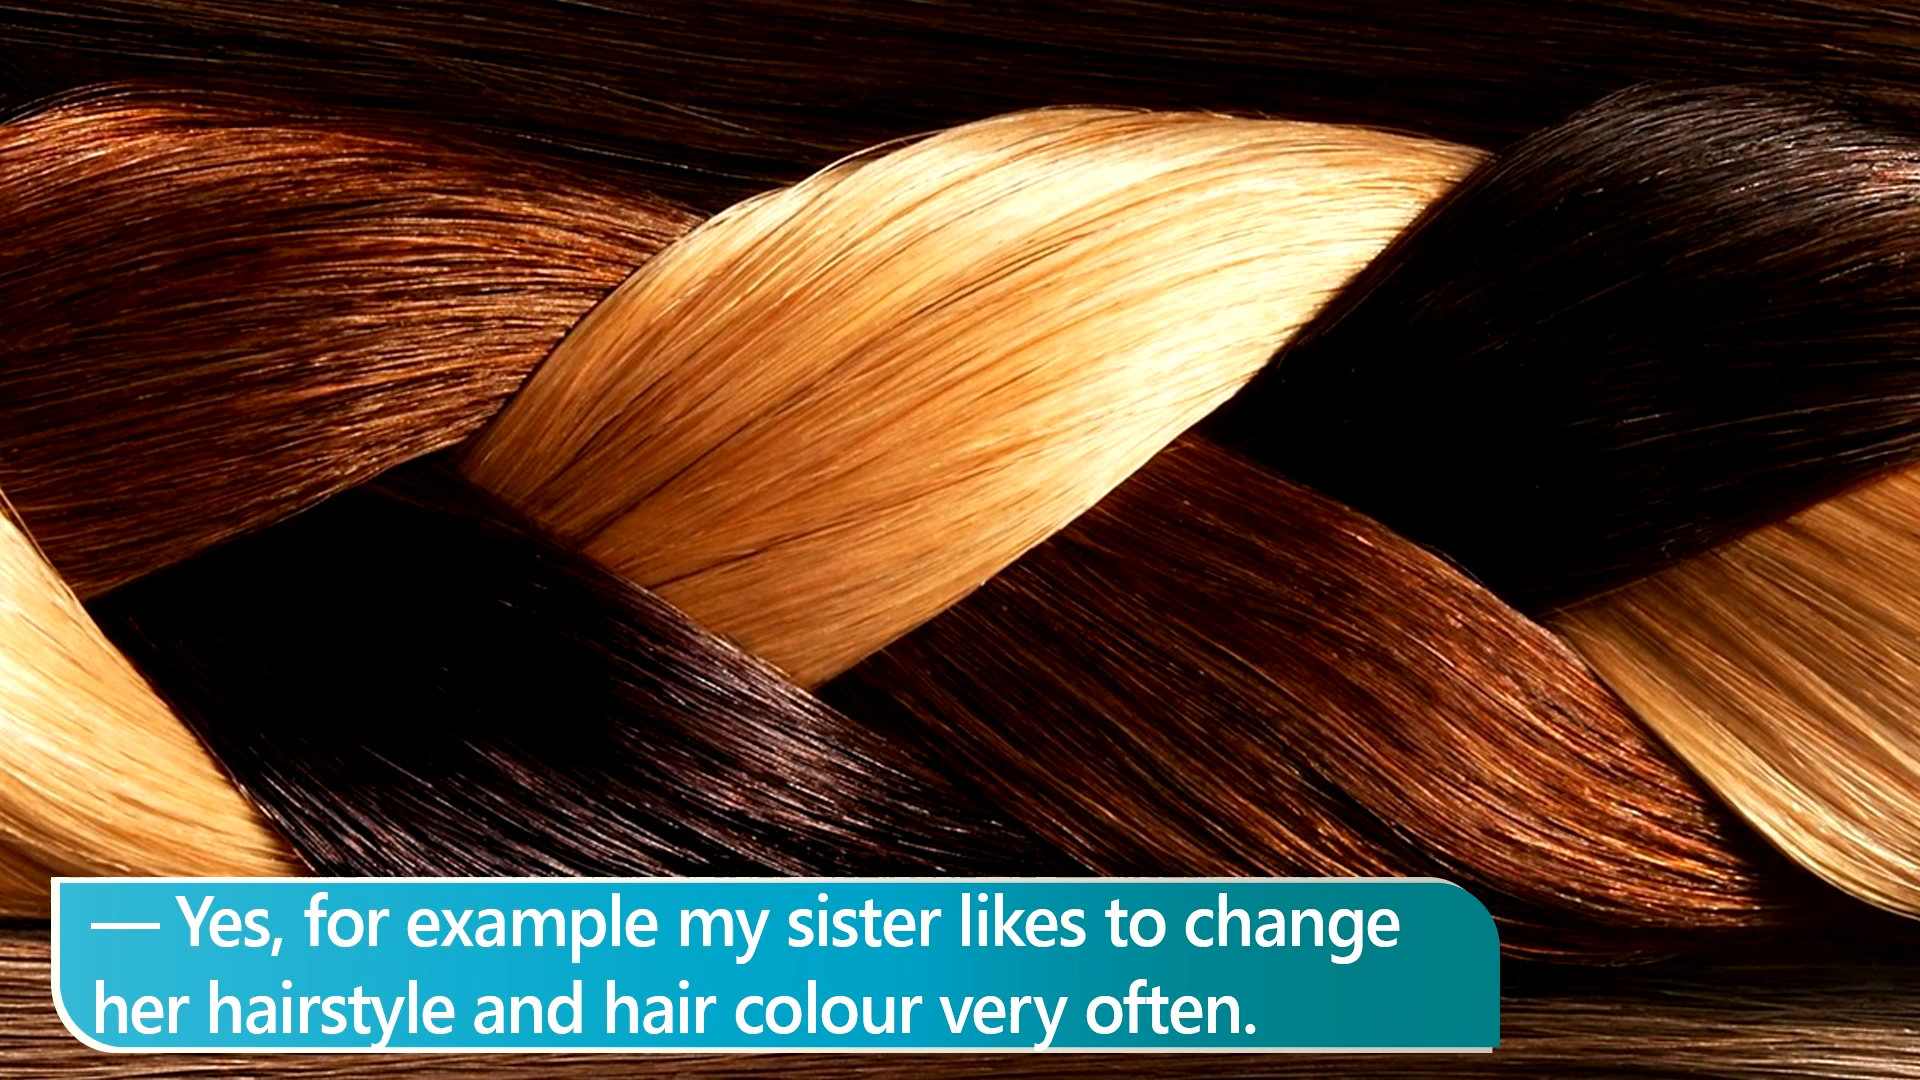 — Yes, for example my sister likes to change
her hairstyle and hair colour very often.